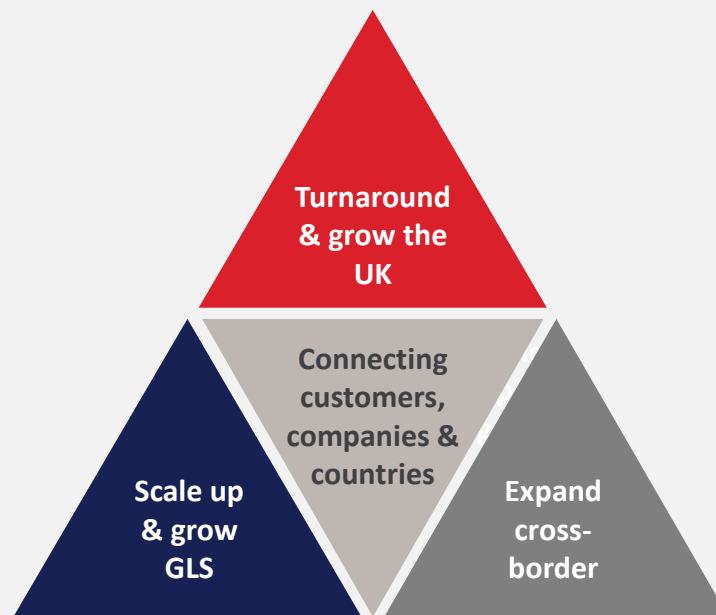 Turnaround
& grow the
UK
Connecting
customers,
companies &
countries
Scale up
& grow
GLS
Expand
cross-
border